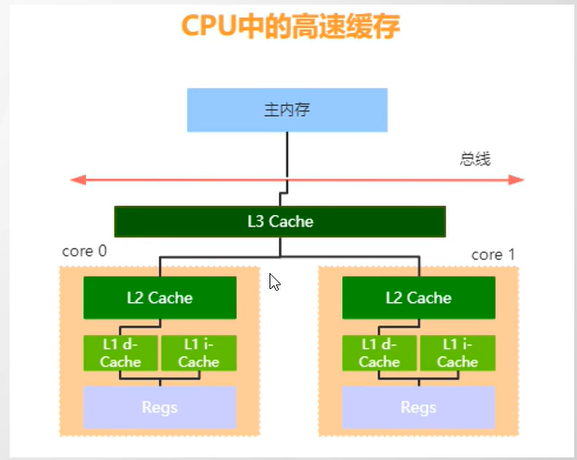 CPU中的高速缓存
主内存
总线
L3 Cache
core 0
core 1
L2 Cache
L2 Cache
L1 d-
Cache
L1 i-
Cache
L1 d-
Cache
L1 i-
Cache
Regs
Regs